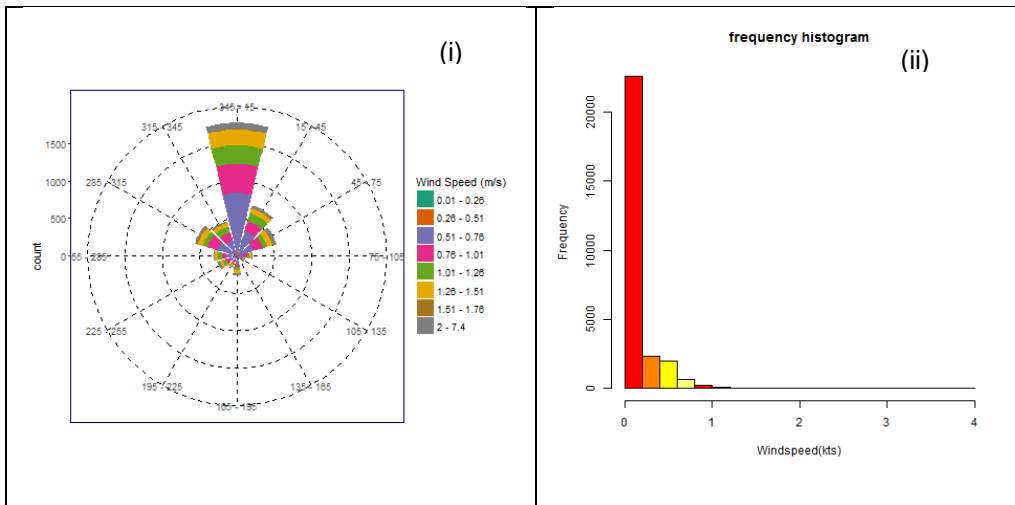 (i)
345 - 15
315 - 345
15 - 45
285 - 315
45 - 75
55 - 285
75 - 105
225 - 255
105 - 135
195 - 225
135 - 165
165 - 195
1500
1000
500
0
count
Wind Speed (m/s)
0.01 - 0.26
0.26 - 0.51
0.51 - 0.76
0.76 - 1.01
1.01 - 1.26
1.26 - 1.51
1.51 - 1.76
2 - 7.4
frequency histogram
(ii)
20000
15000
10000
5000
0
Frequency
0 1 2 3 4
Windspeed(kts)